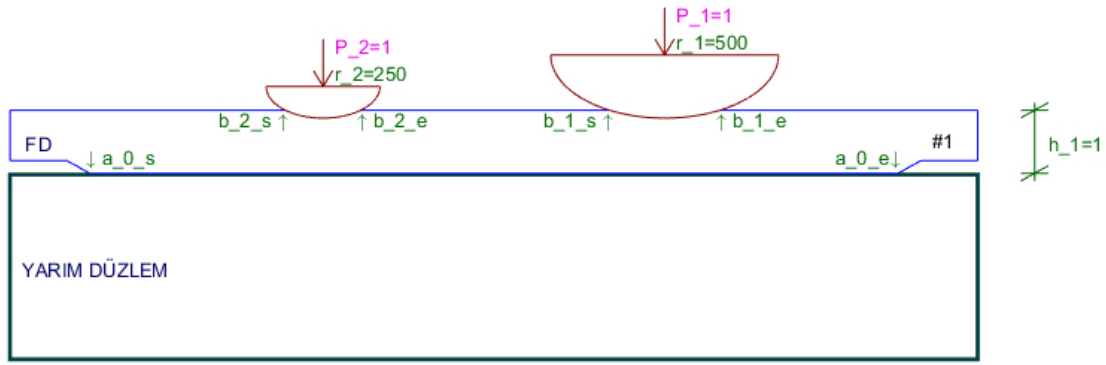 P_2=1
r_2=250
P_1=1
r_1=500
b_2_s ↑
↑ b_2_e
b_1_s ↑
↑ b_1_e
FD
↓ a_0_s
a_0_e↓
#1
h_1=1
YARIM DÜZLEM